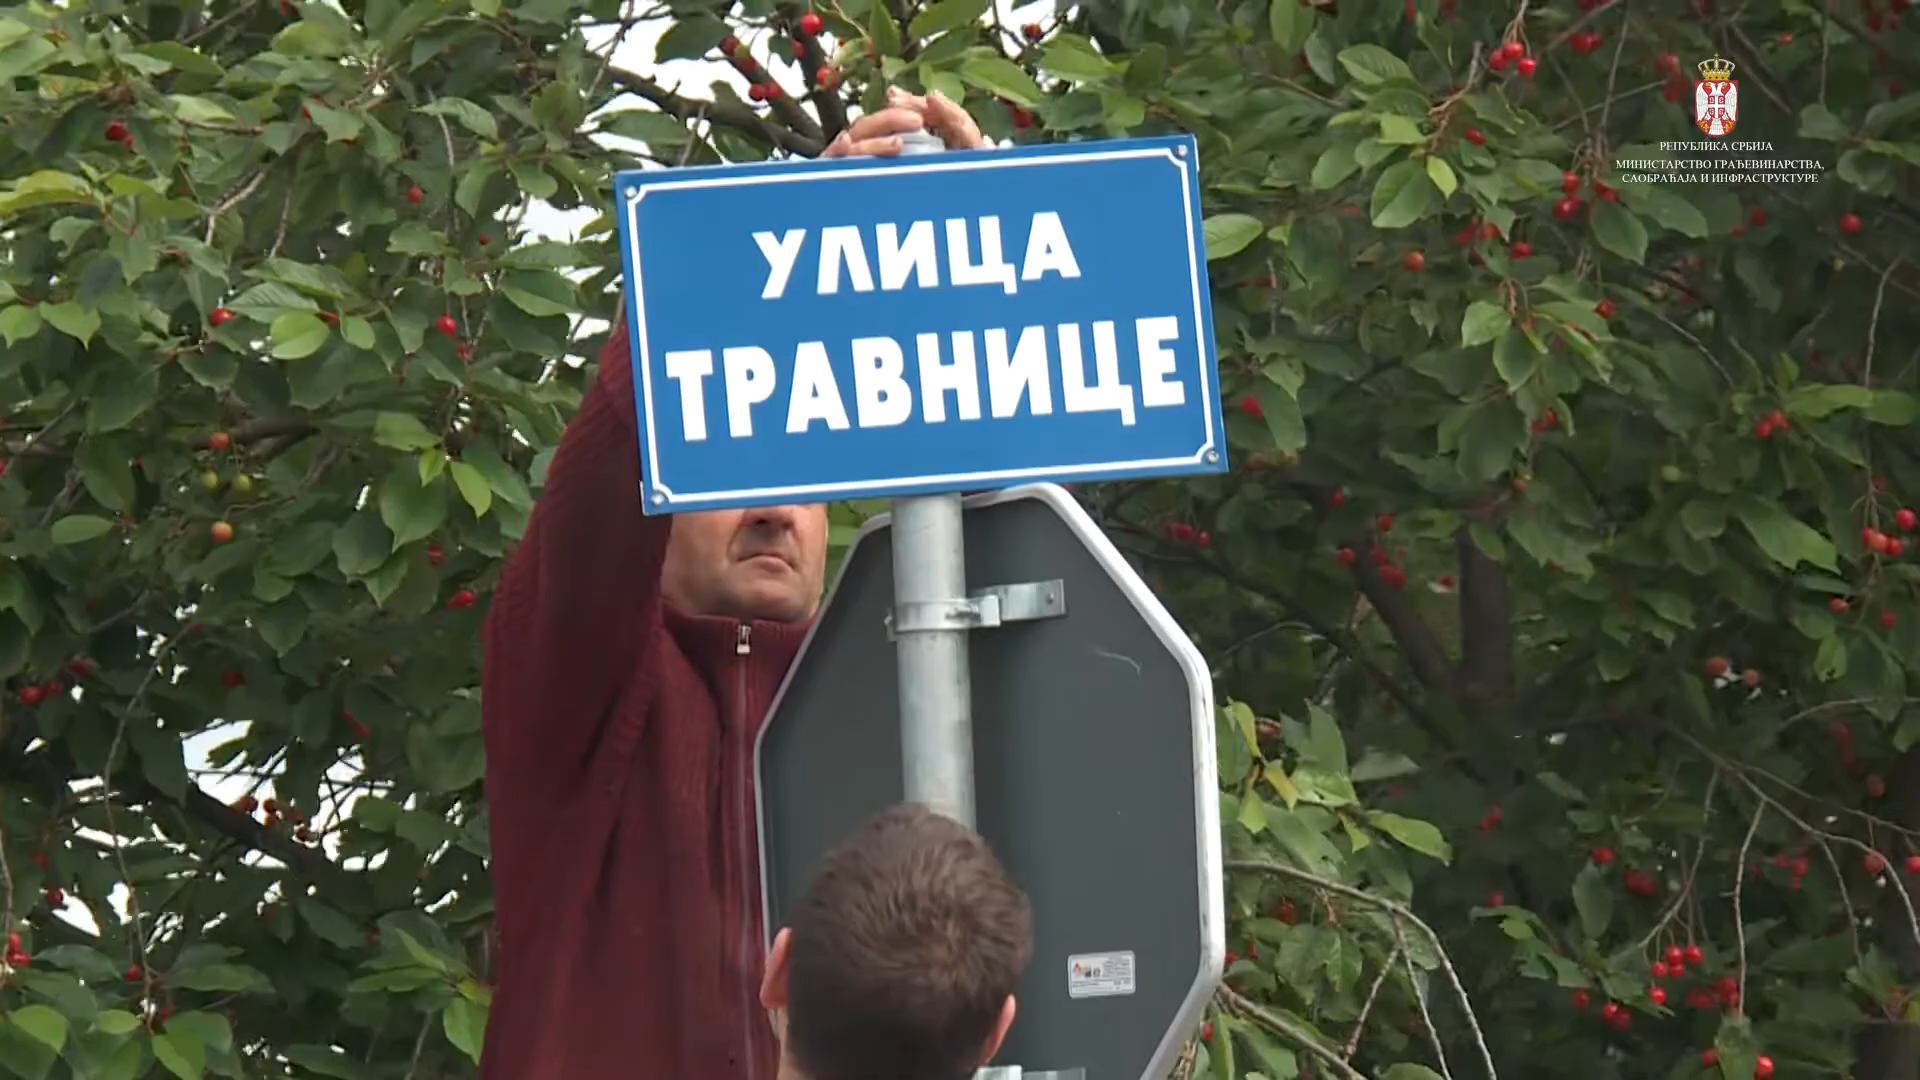 УЛИЦА
ТРАВНИЦЕ
РЕПУБЛИКА СРБИЈА
МИНИСТАРСТВО ГРАЂЕВИНАРСТВА,
САОБРАЋАЈА И ИНФРАСТРУКТУРЕ